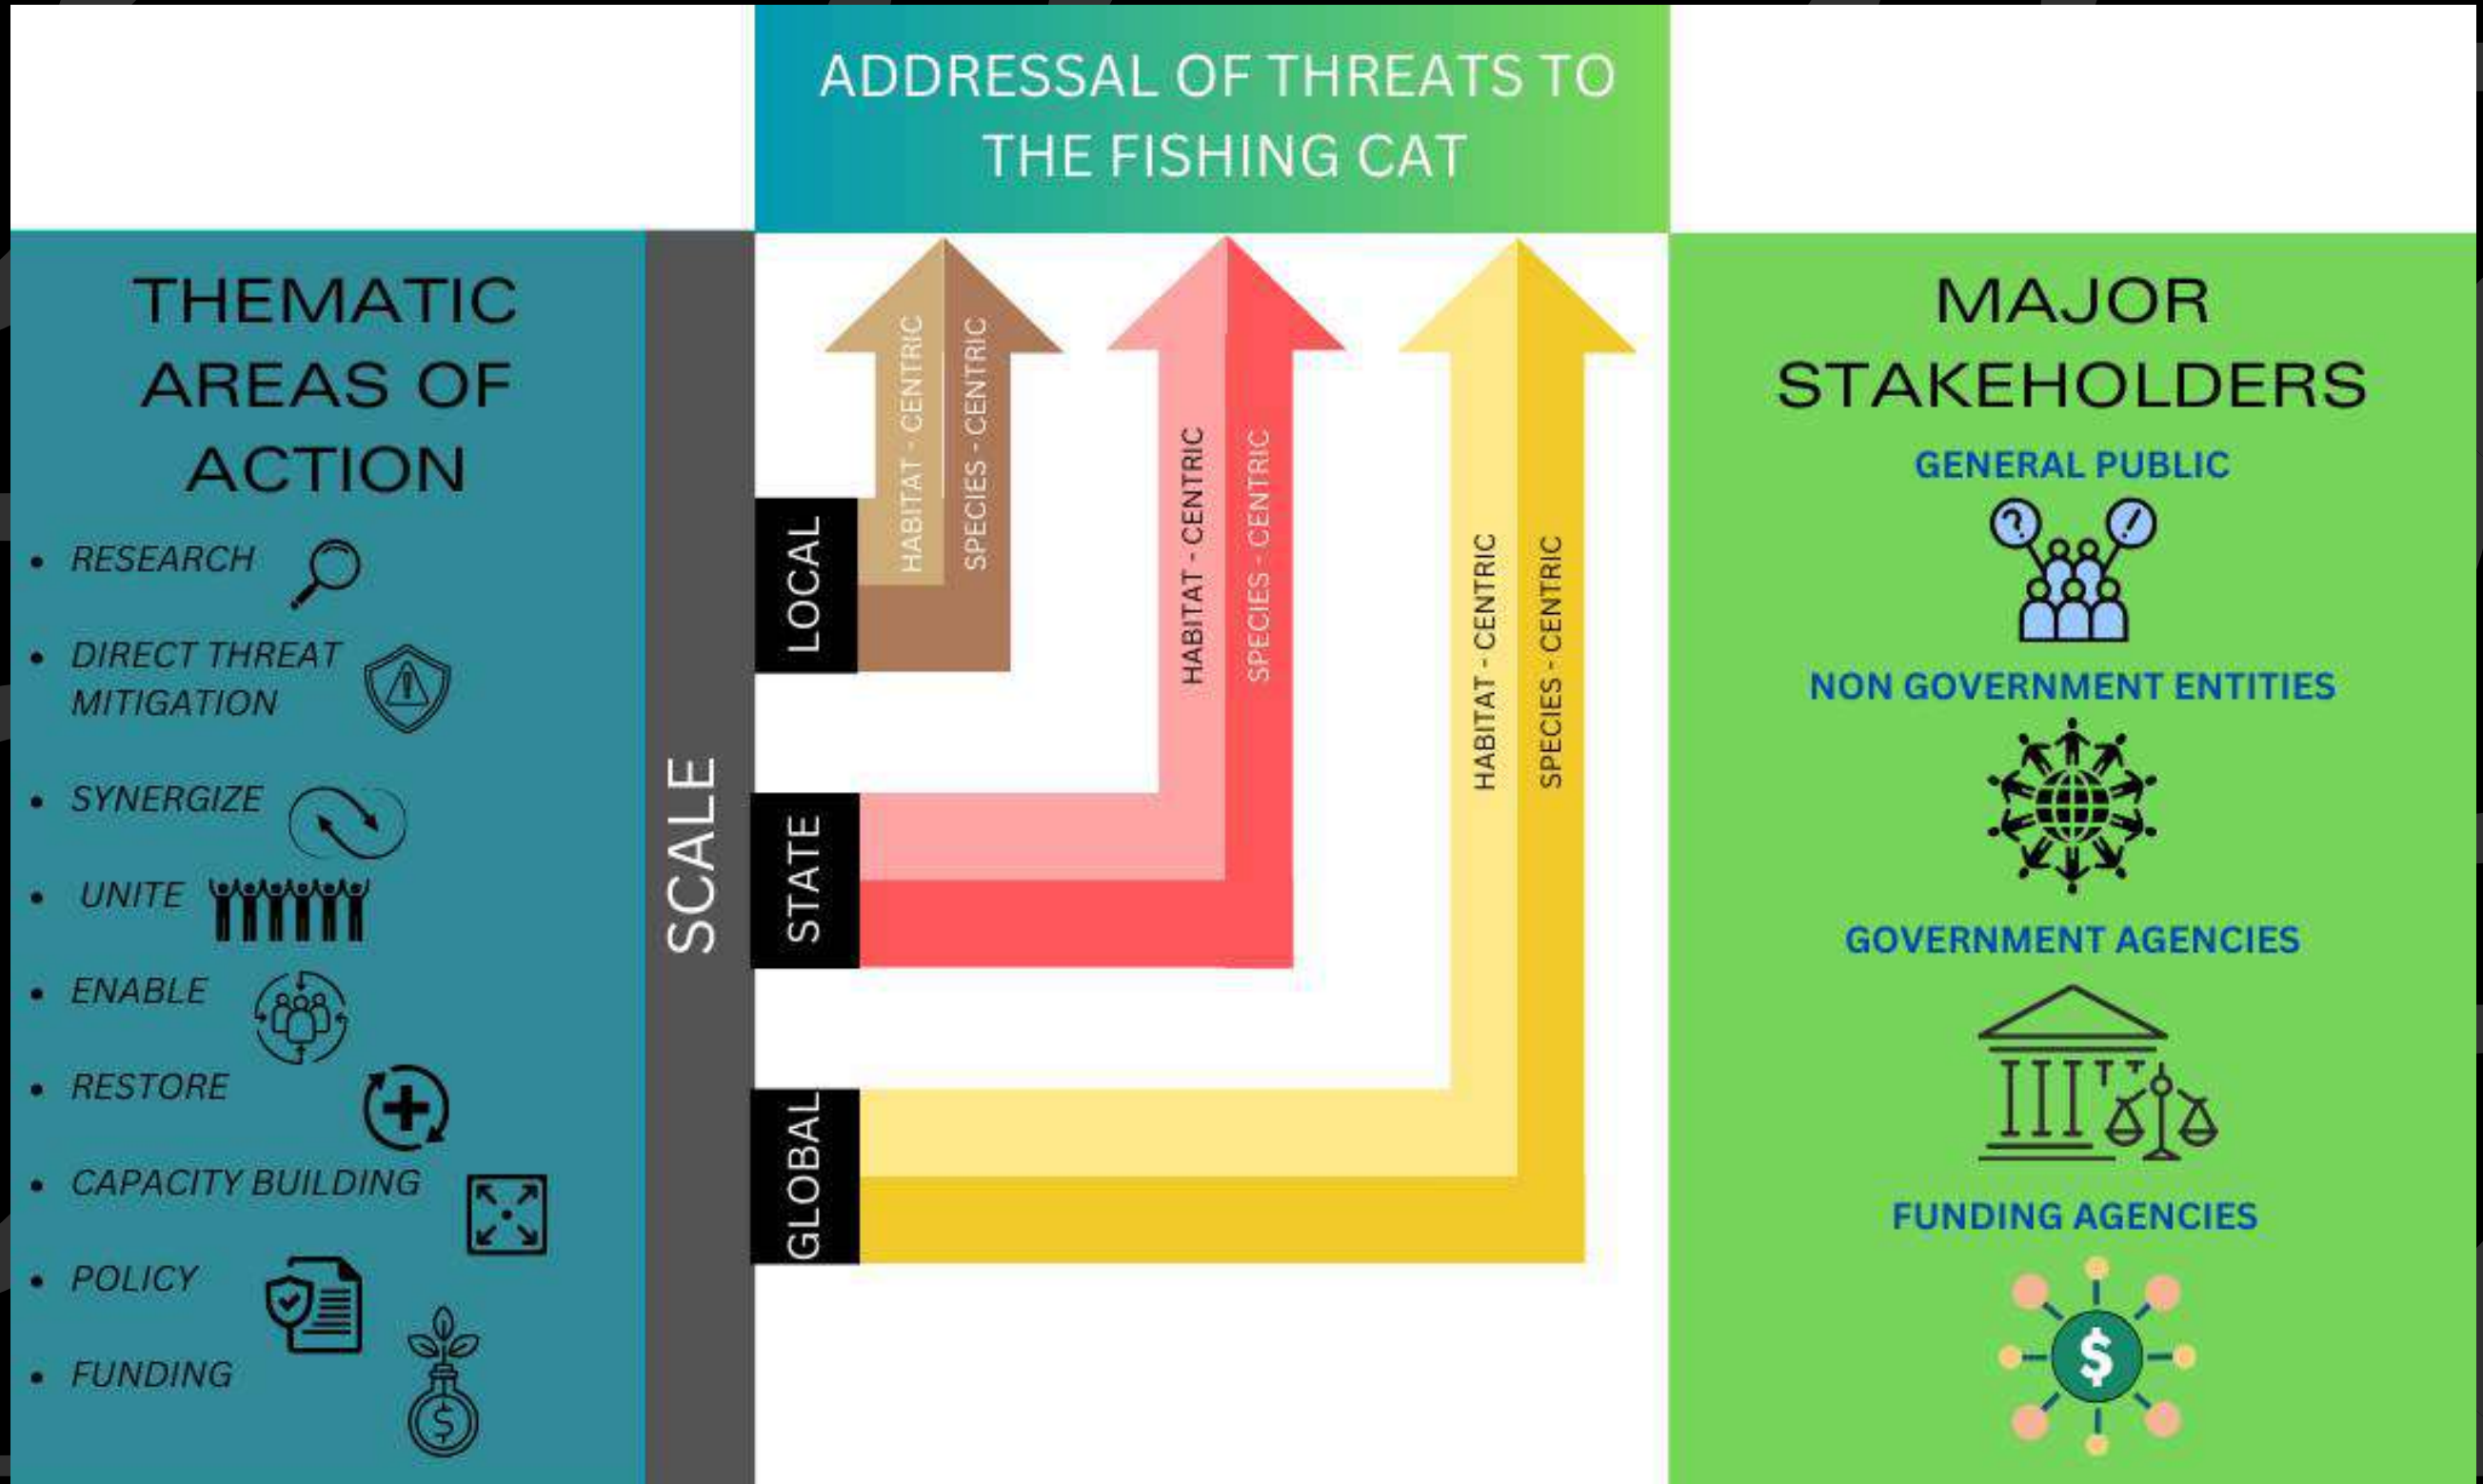 ADDRESSAL OF THREATS TO
THE FISHING CAT
THEMATIC
AREAS OF
ACTION
• RESEARCH
• DIRECT THREAT
MITIGATION
• SYNERGIZE
• UNITE
• ENABLE
• RESTORE
• CAPACITY BUILDING
• POLICY
• FUNDING
$
SCALE
LOCAL
HABITAT - CENTRIC
SPECIES - CENTRIC
STATE
HABITAT - CENTRIC
SPECIES - CENTRIC
GLOBAL
HABITAT - CENTRIC
SPECIES - CENTRIC
MAJOR
STAKEHOLDERS
GENERAL PUBLIC
? !
NON GOVERNMENT ENTITIES
GOVERNMENT AGENCIES
FUNDING AGENCIES
$